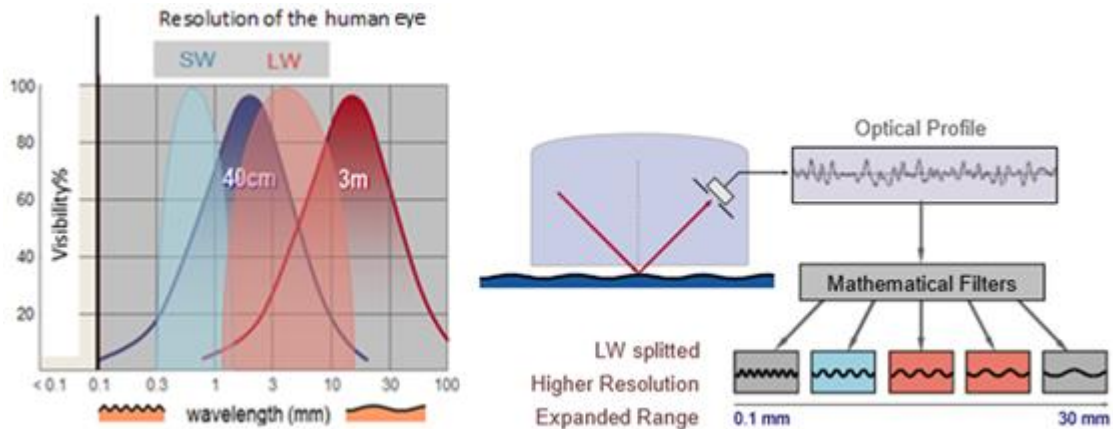 Resolution of the human eye
SW LW
100
80
60
40
20
Visibility%
40cm 3m
< 0.1 0.1 0.3 1 3 10 30 100
wavelength (mm)
Optical Profile
Mathematical Filters
LW splitted
Higher Resolution
Expanded Range
0.1 mm 30 mm